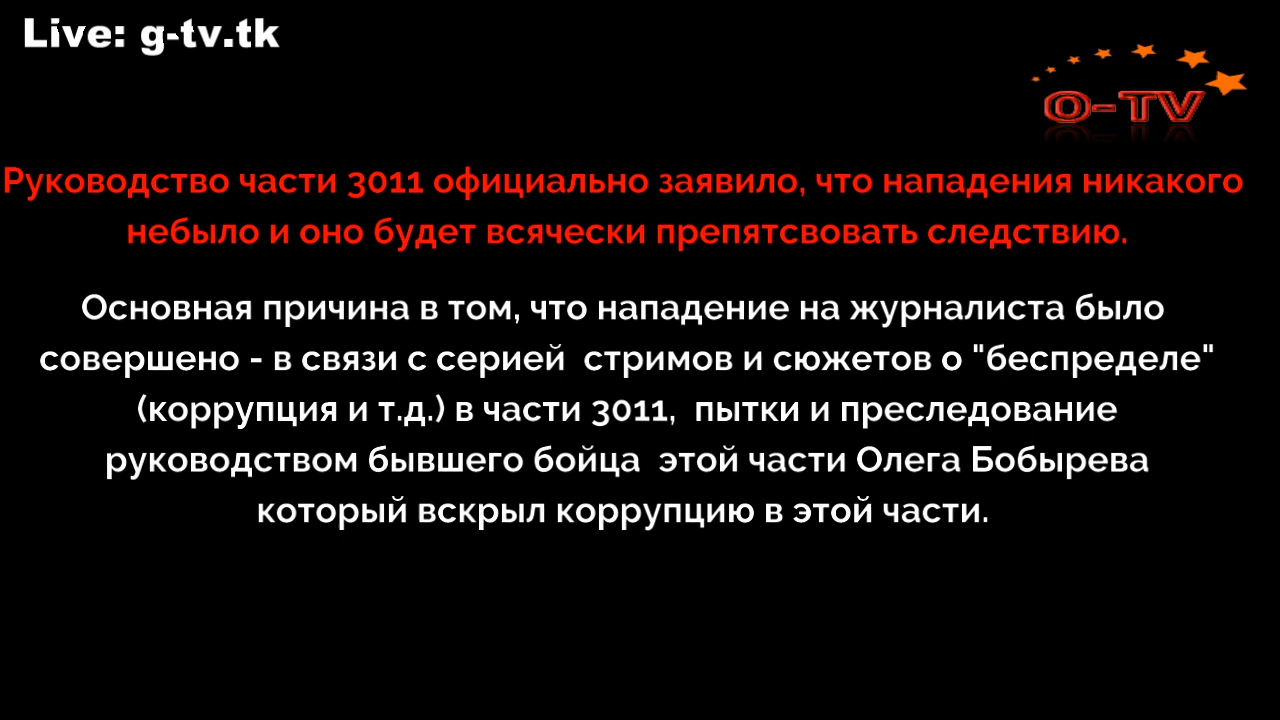 Live: g-tv.tk
O-TV
Руководство части 3011 официально заявило, что нападения никакого
небыло и оно будет всячески препятсвовать следствию.
Основная причина в том, что нападение на журналиста было
совершено - в связи с серией стримов и сюжетов о "беспределе"
(коррупция и т.д.) в части 3011, пытки и преследование
руководством бывшего бойца этой части Олега Бобырева
который вскрыл коррупцию в этой части.